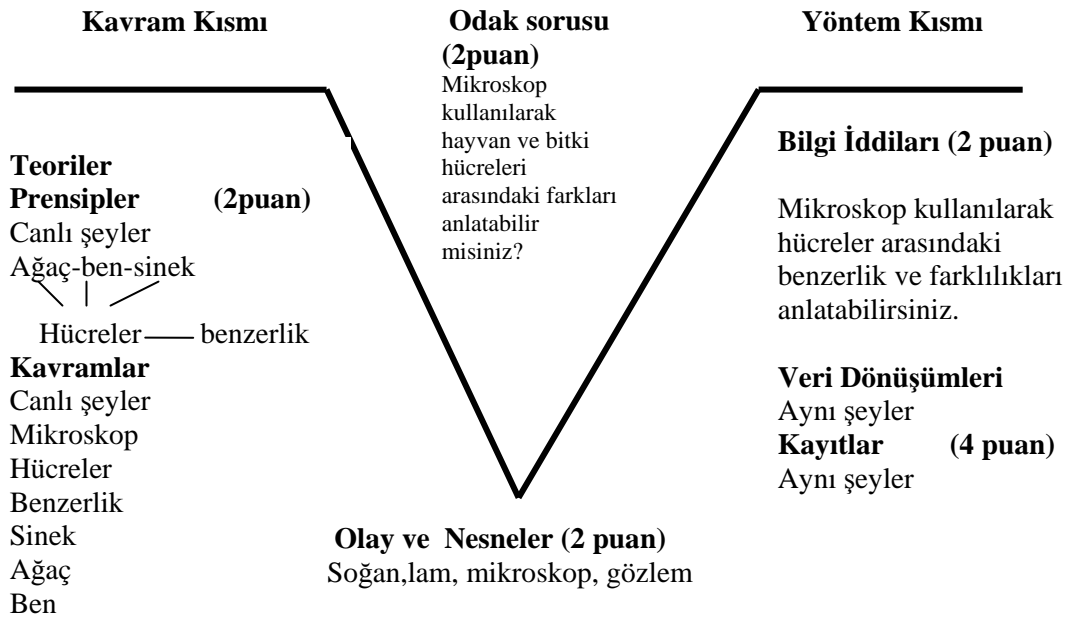 Kavram Kısmı
Teoriler
Prensipler (2puan)
Canlı şeyler
Ağaç-ben-sinek
Hücreler benzerlik
Kavramlar
Canlı şeyler
Mikroskop
Hücreler
Benzerlik
Sinek
Ağaç
Ben
Odak sorusu
(2puan)
Mikroskop
kullanılarak
hayvan ve bitki
hücreleri
arasındaki farkları
anlatabilir
misiniz?
Olay ve Nesneler (2 puan)
Soğan,lam, mikroskop, gözlem
Yöntem Kısmı
Bilgi İddiları (2 puan)
Mikroskop kullanılarak
hücreler arasındaki
benzerlik ve farklılıkları
anlatabilirsiniz.
Veri Dönüşümleri
Aynı şeyler
Kayıtlar (4 puan)
Aynı şeyler